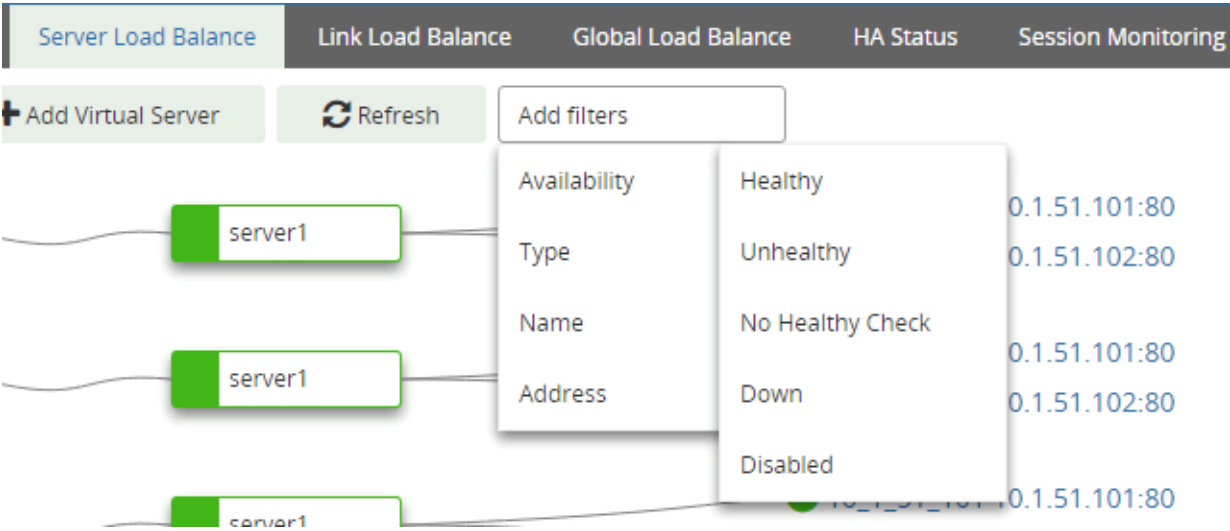 Server Load Balance Link Load Balance Global Load Balance HA Status Session Monitoring
Add Virtual Server Refresh Add filters
Availability Healthy
0.1.51.101:80
server1
Type Unhealthy 0.1.51.102:80
Name No Healthy Check
0.1.51.101:80
server1
Address Down 0.1.51.102:80
Disabled
10_1_51_101 10.1.51.101:80
server1